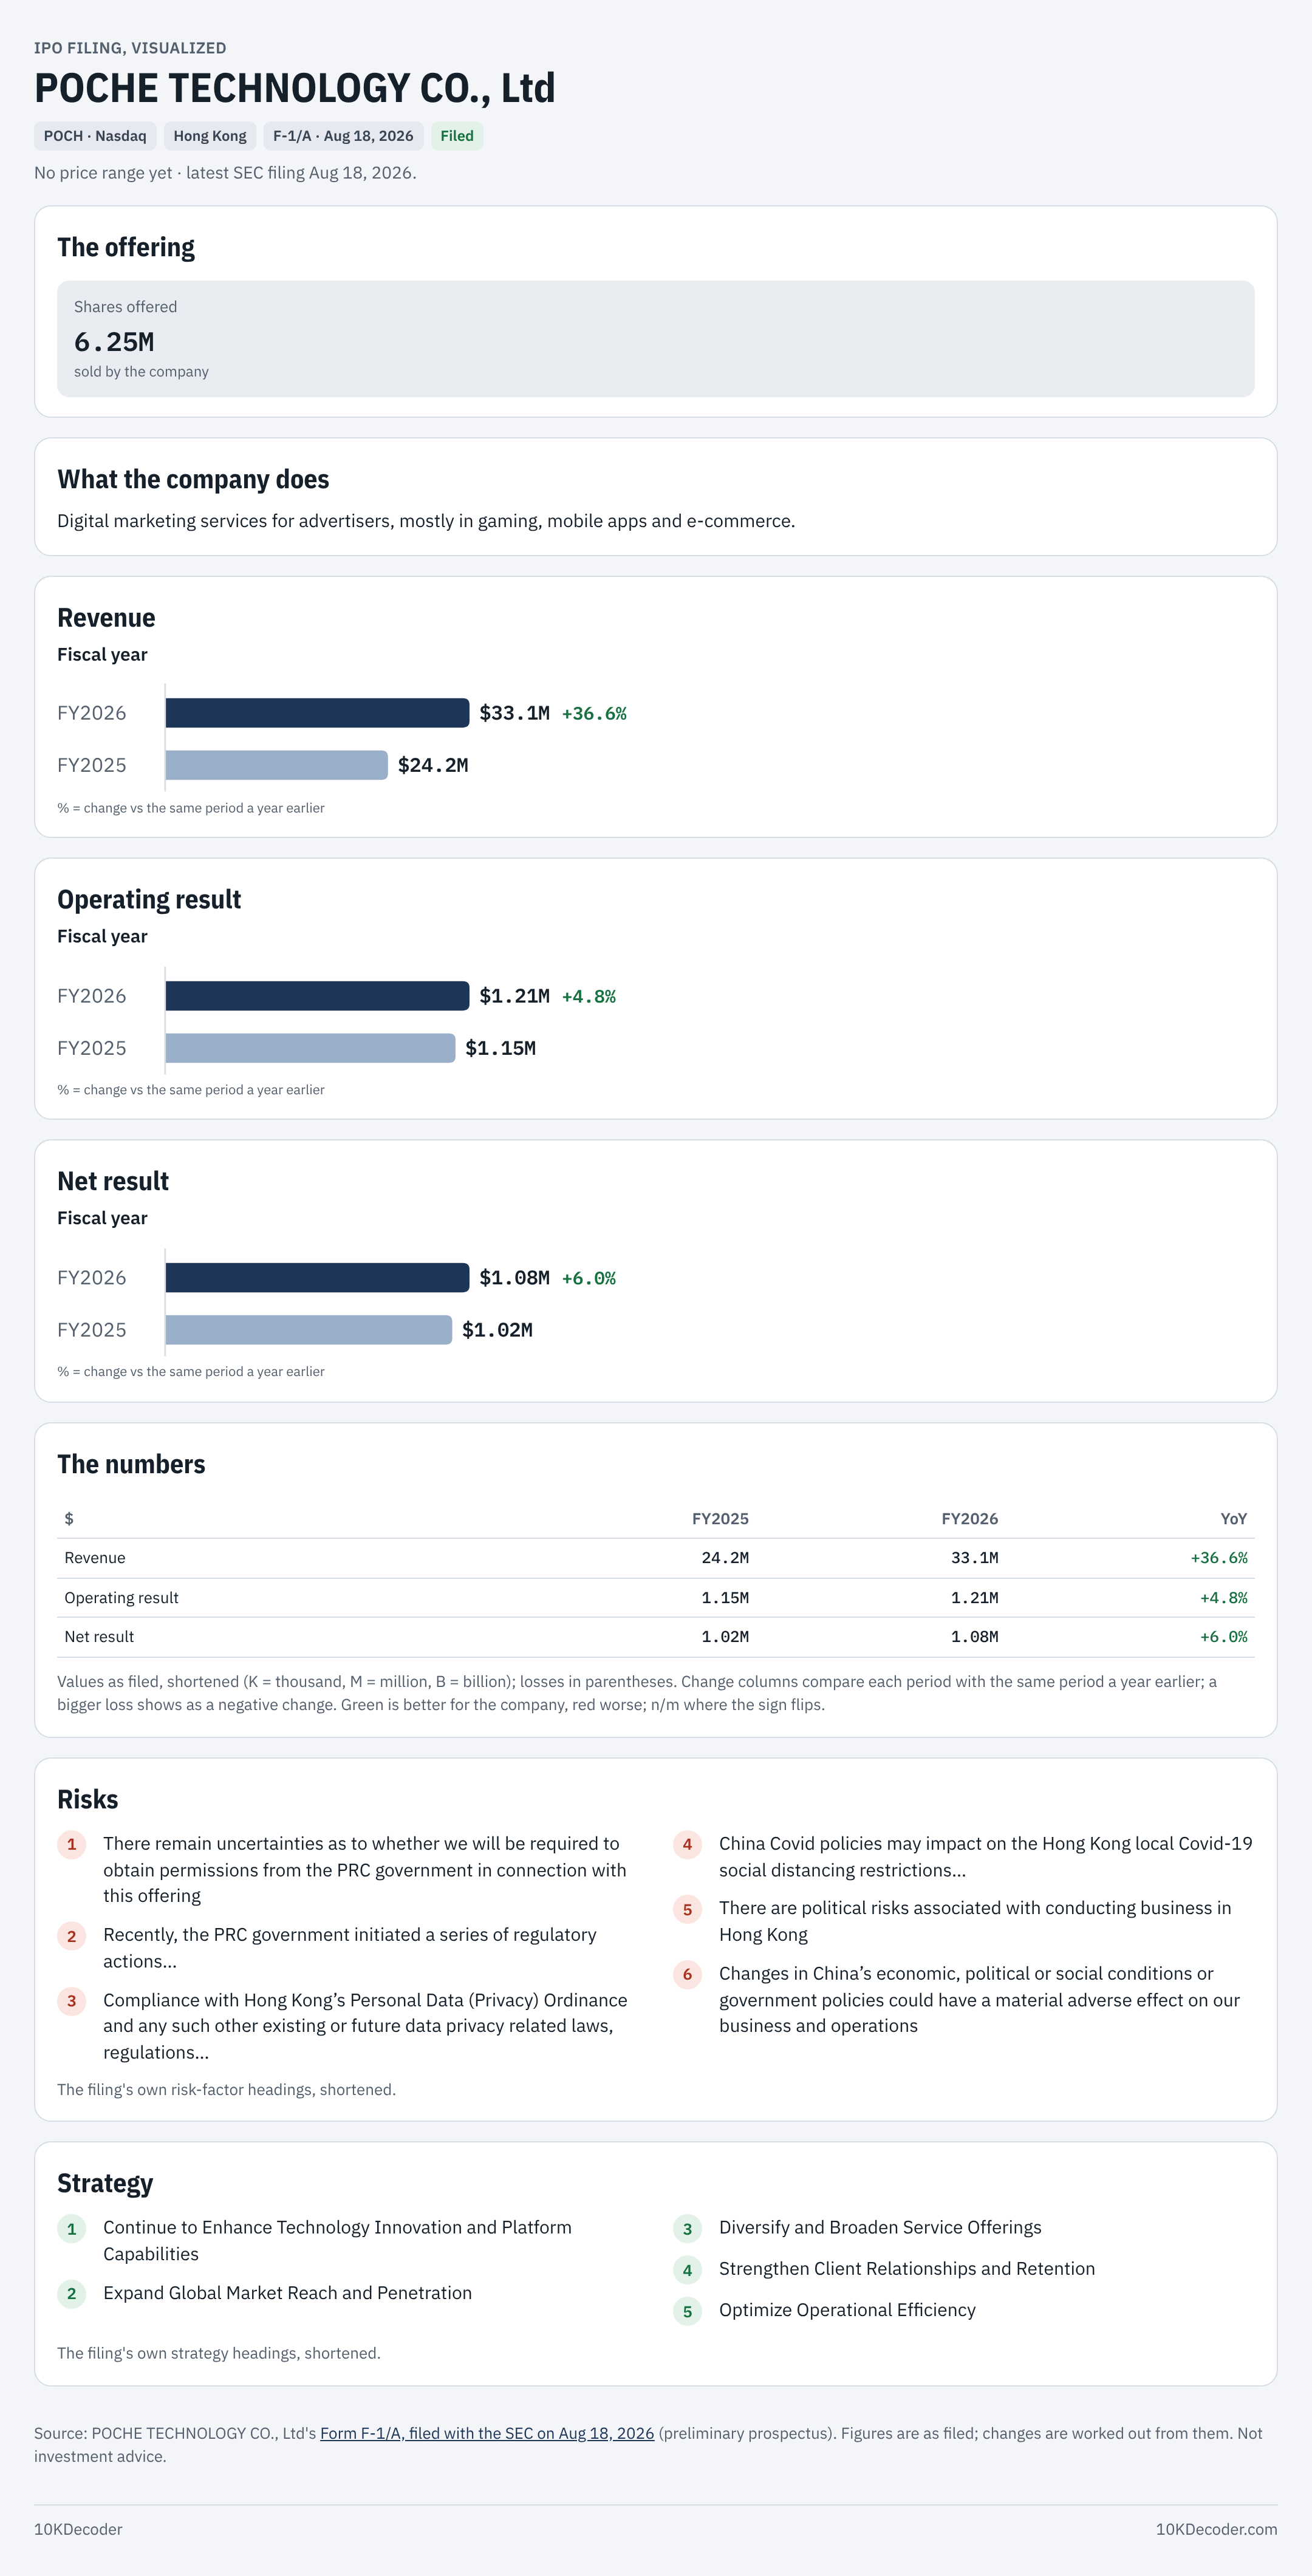 IPO FILING, VISUALIZED
POCHE TECHNOLOGY CO., Ltd
POCH · Nasdaq
Hong Kong
F-1/A · Aug 18, 2026
Filed
No price range yet · latest SEC filing Aug 18, 2026.
The offering
Shares offered
6.25M
sold by the company
What the company does
Digital marketing services for advertisers, mostly in gaming, mobile apps and e-commerce.
Revenue
Fiscal year
FY2026 $33.1M +36.6%
FY2025 $24.2M
% = change vs the same period a year earlier
Operating result
Fiscal year
FY2026 $1.21M +4.8%
FY2025 $1.15M
% = change vs the same period a year earlier
Net result
Fiscal year
FY2026 $1.08M +6.0%
FY2025 $1.02M
% = change vs the same period a year earlier
The numbers
$ FY2025 FY2026 YoY
Revenue 24.2M 33.1M +36.6%
Operating result 1.15M 1.21M +4.8%
Net result 1.02M 1.08M +6.0%
Values as filed, shortened (K = thousand, M = million, B = billion); losses in parentheses. Change columns compare each period with the same period a year earlier; a
bigger loss shows as a negative change. Green is better for the company, red worse; n/m where the sign flips.
Risks
1 There remain uncertainties as to whether we will be required to
obtain permissions from the PRC government in connection with
this offering
2 Recently, the PRC government initiated a series of regulatory
actions...
3 Compliance with Hong Kong’s Personal Data (Privacy) Ordinance
and any such other existing or future data privacy related laws,
regulations...
4 China Covid policies may impact on the Hong Kong local Covid-19
social distancing restrictions...
5 There are political risks associated with conducting business in
Hong Kong
6 Changes in China’s economic, political or social conditions or
government policies could have a material adverse effect on our
business and operations
The filing's own risk-factor headings, shortened.
Strategy
1 Continue to Enhance Technology Innovation and Platform
Capabilities
2 Expand Global Market Reach and Penetration
3 Diversify and Broaden Service Offerings
4 Strengthen Client Relationships and Retention
5 Optimize Operational Efficiency
The filing's own strategy headings, shortened.
Source: POCHE TECHNOLOGY CO., Ltd's Form F-1/A, filed with the SEC on Aug 18, 2026 (preliminary prospectus). Figures are as filed; changes are worked out from them. Not
investment advice.
10KDecoder
10KDecoder.com